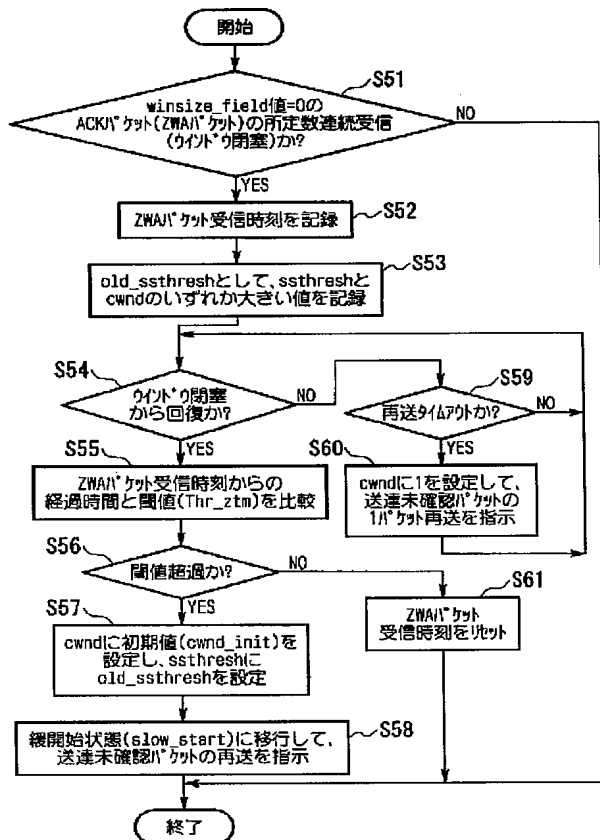 開始
S51
winsize_field値=0の
ACKパケット(ZWAパケット)の所定数連続受信
(ウインドウ閉塞)か?
NO
YES
ZWAパケット受信時刻を記録
S52
old_ssthreshとして、ssthreshと
cwndのいずれか大きい値を記録
S53
S54
ウインドウ閉塞
から回復か?
NO
YES
S59
再送タイムアウトか?
NO
YES
S55
ZWAパケット受信時刻からの
経過時間と閾値(Thr_ztm)を比較
S60
cwndに1を設定して、
送達未確認パケットの
1パケット再送を指示
S56
閾値超過か?
NO
YES
S61
ZWAパケット
受信時刻をリセット
S57
cwndに初期値(cwnd_init)を
設定し、ssthreshに
old_ssthreshを設定
緩開始状態(slow_start)に移行して、
送達未確認パケットの再送を指示
S58
終了